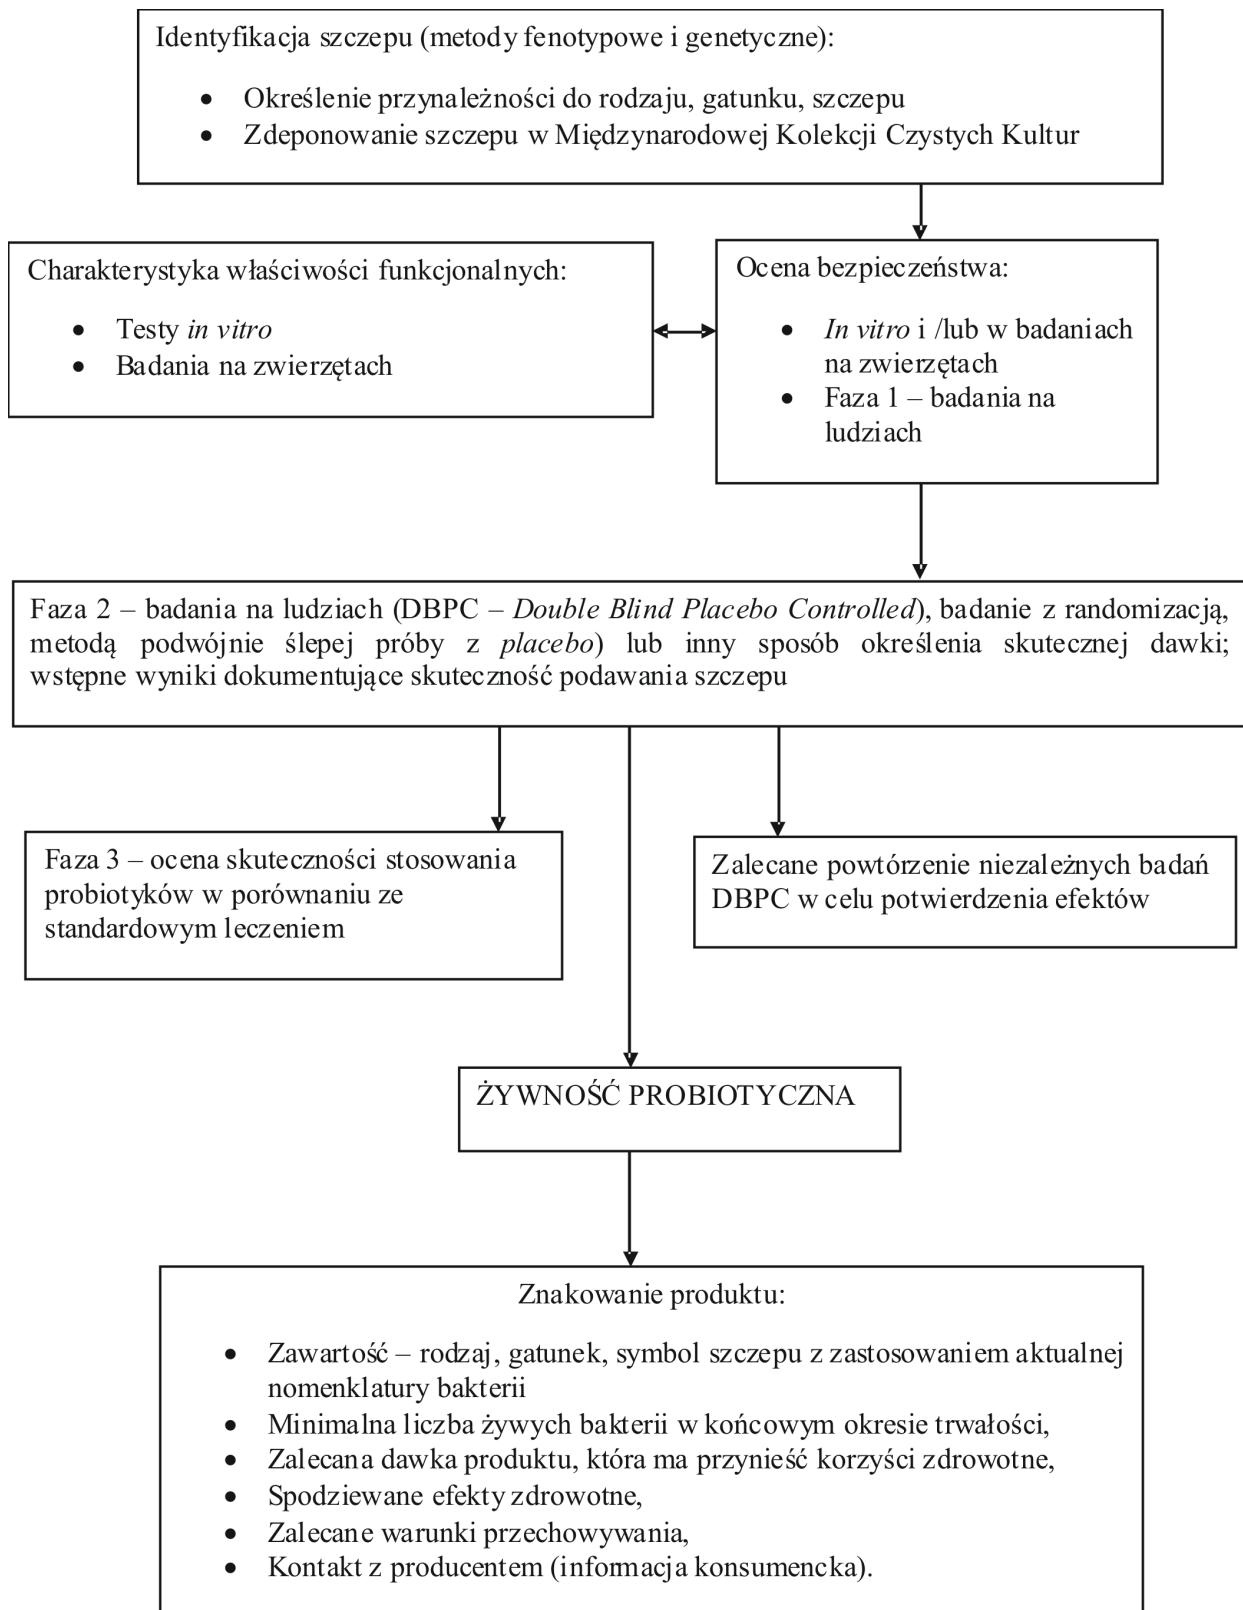 Identyfikacja szczepu (metody fenotypowe i genetyczne):
• Określenie przynależności do rodzaju, gatunku, szczepu
• Zdeponowanie szczepu w Międzynarodowej Kolekcji Czystych Kultur
Charakterystyka właściwości funkcjonalnych:
• Testy in vitro
• Badania na zwierzętach
Ocena bezpieczeństwa:
• In vitro i /lub w badaniach
na zwierzętach
• Faza 1 – badania na
ludziach
Faza 2 – badania na ludziach (DBPC – Double Blind Placebo Controlled), badanie z randomizacją,
metodą podwójnie ślepej próby z placebo) lub inny sposób określenia skutecznej dawki;
wstępne wyniki dokumentujące skuteczność podawania szczepu
Faza 3 – ocena skuteczności stosowania
probiotyków w porównaniu ze
standardowym leczeniem
Zalecane powtórzenie niezależnych badań
DBPC w celu potwierdzenia efektów
ŻYWNOŚĆ PROBIOTYCZNA
Znakowanie produktu:
• Zawartość – rodzaj, gatunek, symbol szczepu z zastosowaniem aktualnej
nomenklatury bakterii
• Minimalna liczba żywych bakterii w końcowym okresie trwałości,
• Zalecana dawka produktu, która ma przynieść korzyści zdrowotne,
• Spodziewane efekty zdrowotne,
• Zalecane warunki przechowywania,
• Kontakt z producentem (informacja konsumencka).